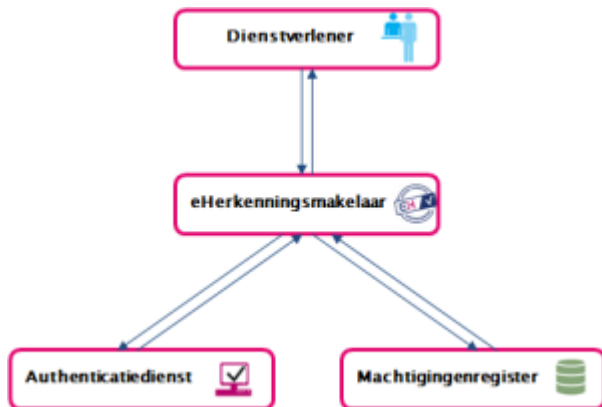 Dienstverlener
eHerkenningsmakelaar
Authenticatiedienst
Machtigingenregister